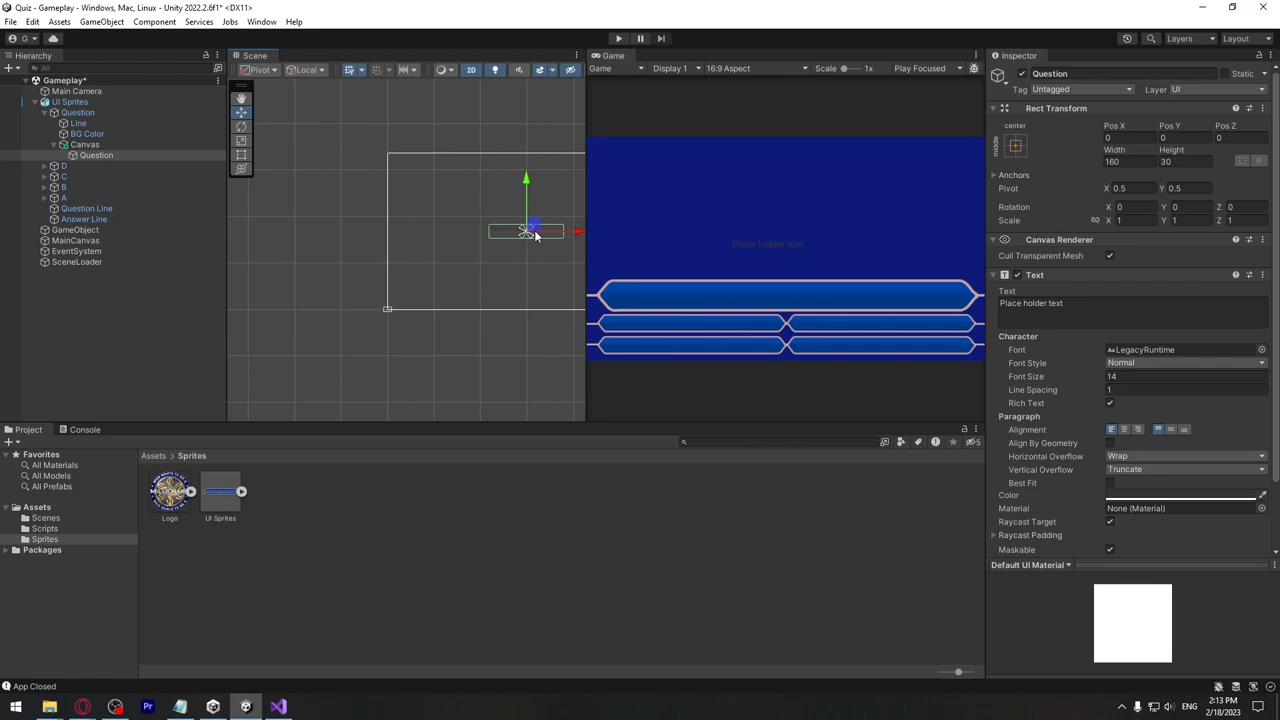 Quiz - Gameplay - Windows, Mac, Linux - Unity 2022.2.6f1* <DX11>
File Edit Assets GameObject Component Services Jobs Window Help
G
Layers
Layout
Hierarchy
All
Gameplay*
Main Camera
UI Sprites
Question
Line
BG Color
Canvas
Question
D
C
B
A
Question Line
Answer Line
GameObject
MainCanvas
EventSystem
SceneLoader
Scene
Pivot
Local
2D
Game
Game
Display 1
16:9 Aspect
Scale
1x
Play Focused
Place holder text
Inspector
Question
Static
Tag Untagged
Layer UI
Rect Transform
center
middle
Pos X Pos Y Pos Z
0 0 0
Width Height
160 30
R
Anchors
Pivot X 0.5 Y 0.5
Rotation X 0 Y 0 Z 0
Scale X 1 Y 1 Z 1
Canvas Renderer
Cull Transparent Mesh
Text
Text
Place holder text
Character
Font LegacyRuntime
Font Style Normal
Font Size 14
Line Spacing 1
Rich Text
Paragraph
Alignment
Align By Geometry
Horizontal Overflow Wrap
Vertical Overflow Truncate
Best Fit
Color
Material None (Material)
Raycast Target
Raycast Padding
Maskable
Default UI Material
Project
Console
5
Favorites
All Materials
All Models
All Prefabs
Assets
Scenes
Scripts
Sprites
Packages
Assets > Sprites
MILLIONAIRE
Logo
UI Sprites
App Closed
Pr
ENG
2:13 PM
2/18/2023